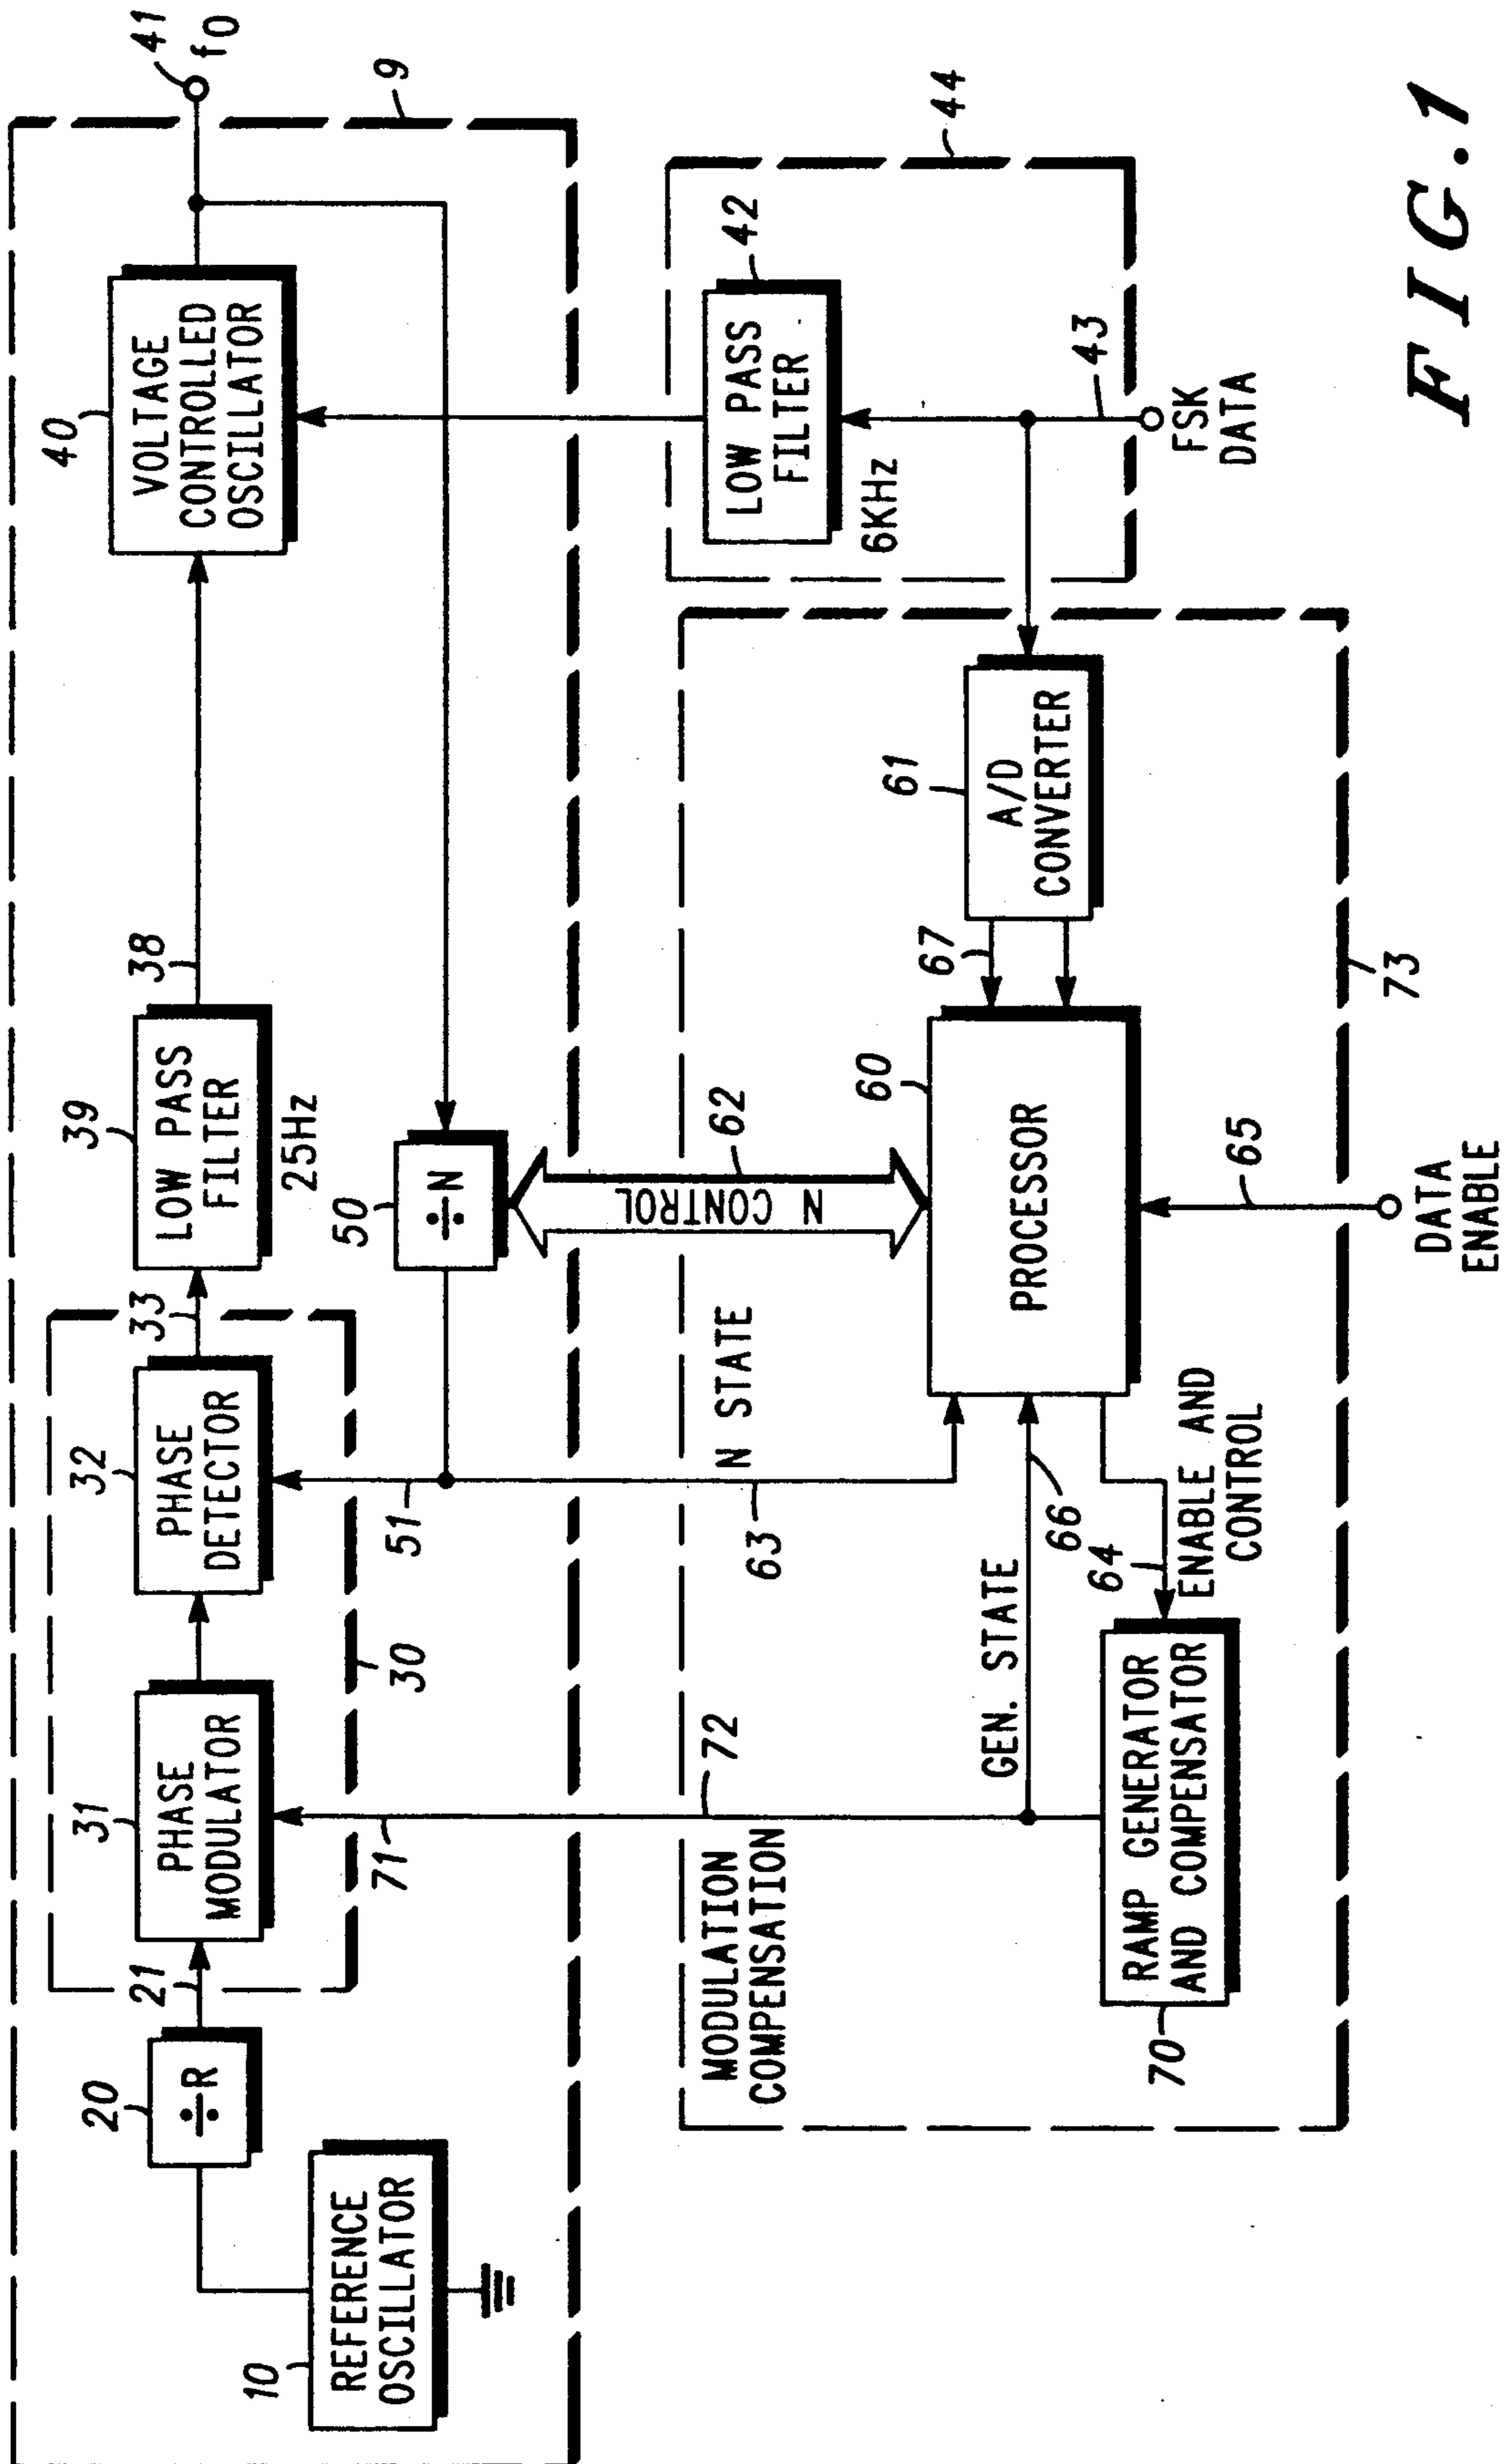 10
REFERENCE
OSCILLATOR
20
÷R
21
31
PHASE
MODULATOR
30
32
PHASE
DETECTOR
33
39
LOW PASS
FILTER
25Hz
38
40
VOLTAGE
CONTROLLED
OSCILLATOR
41
f0
9
71
51
50
÷N
MODULATION
COMPENSATION
72
63
N STATE
N CONTROL
62
LOW PASS
FILTER
42
6KHz
44
43
FSK
DATA
61
A/D
CONVERTER
67
60
PROCESSOR
GEN. STATE
66
64
ENABLE AND
CONTROL
70
RAMP GENERATOR
AND COMPENSATOR
65
DATA
ENABLE
73
FIG.1